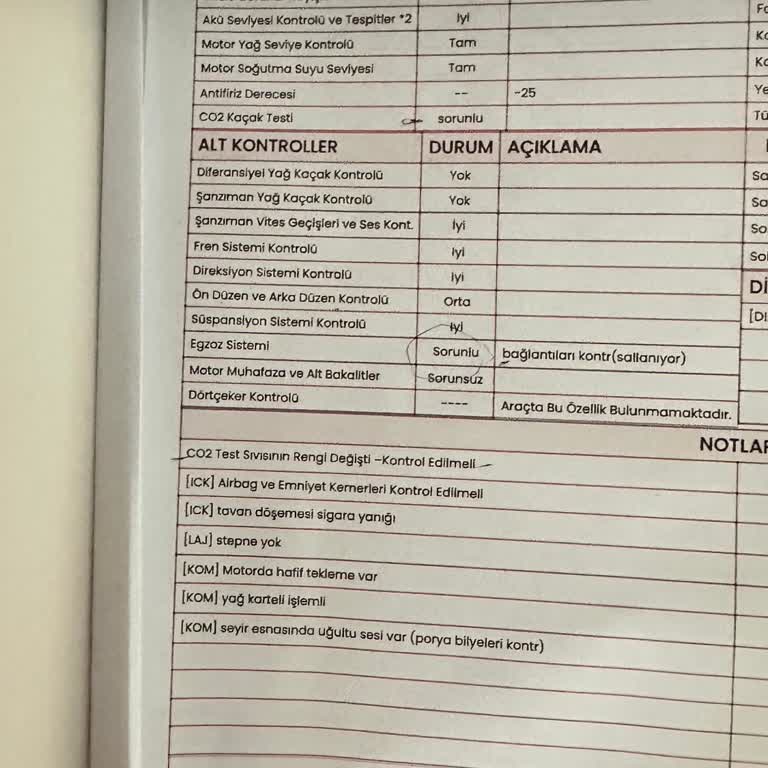 Akü Seviyesi Kontrolü ve Tespitler *2 İyi
Motor Yağ Seviye Kontrolü Tam
Motor Soğutma Suyu Seviyesi Tam
Antifiriz Derecesi -- -25
CO2 Kaçak Testi sorunlu
ALT KONTROLLER DURUM AÇIKLAMA
Diferansiyel Yağ Kaçak Kontrolü Yok
Şanzıman Yağ Kaçak Kontrolü Yok
Şanzıman Vites Geçişleri ve Ses Kont. İyi
Fren Sistemi Kontrolü İyi
Direksiyon Sistemi Kontrolü İyi
Ön Düzen ve Arka Düzen Kontrolü Orta
Süspansiyon Sistemi Kontrolü İyi
Egzoz Sistemi Sorunlu bağlantıları kontr(sallanıyor)
Motor Muhafaza ve Alt Bakalitler Sorunsuz
Dörtçeker Kontrolü ---- Araçta Bu Özellik Bulunmamaktadır.
NOTLAR
CO2 Test Sıvısının Rengi Değişti -Kontrol Edilmeli
[ICK] Airbag ve Emniyet Kemerleri Kontrol Edilmeli
[ICK] tavan döşemesi sigara yanığı
[LAJ] stepne yok
[KOM] Motorda hafif tekleme var
[KOM] yağ karteli işlemli
[KOM] seyir esnasında uğultu sesi var (porya bilyeleri kontr)